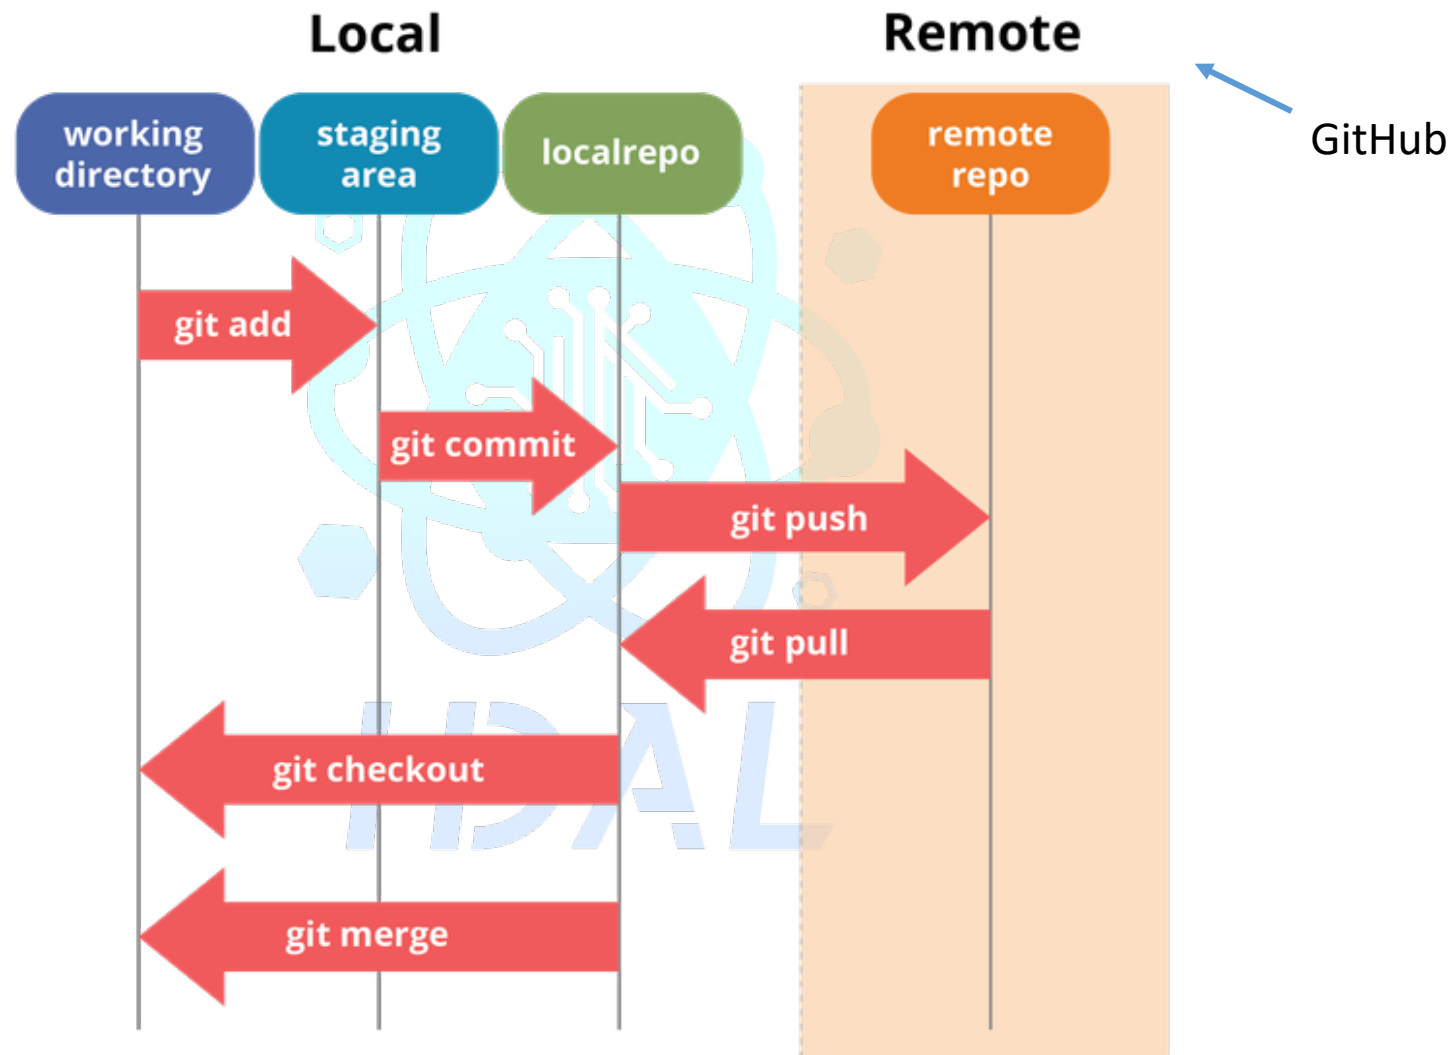 Local
Remote
GitHub
working
directory
staging
area
localrepo
remote
repo
git add
git commit
git push
git pull
git checkout
git merge
IDAL